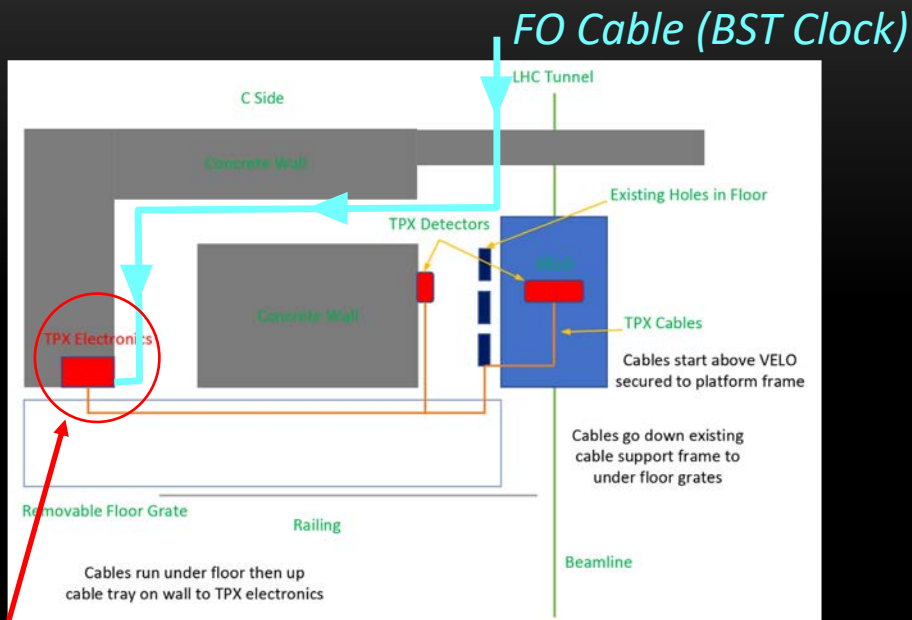 FO Cable (BST Clock)
LHC Tunnel
C Side
Concrete Wall
Existing Holes in Floor
TPX Detectors
VELO
Concrete Wall
TPX Cables
TPX Electronics
Cables start above VELO
secured to platform frame
Cables go down existing
cable support frame to
under floor grates
Removable Floor Grate
Railing
Beamline
Cables run under floor then up
cable tray on wall to TPX electronics